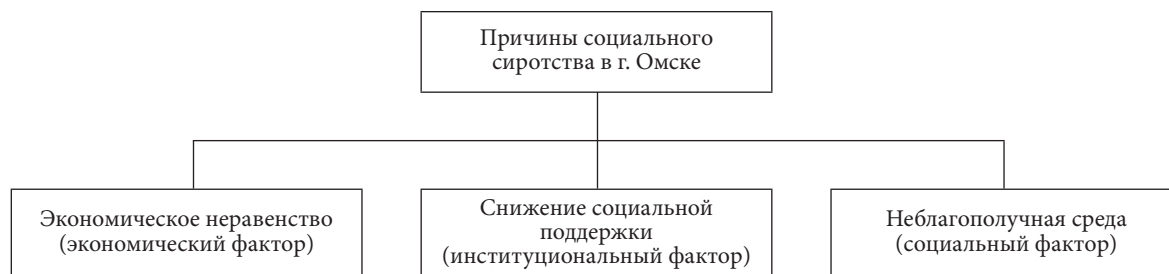 Причины социального
сиротства в г. Омске
Экономическое неравенство
(экономический фактор)
Снижение социальной
поддержки
(институциональный фактор)
Неблагополучная среда
(социальный фактор)